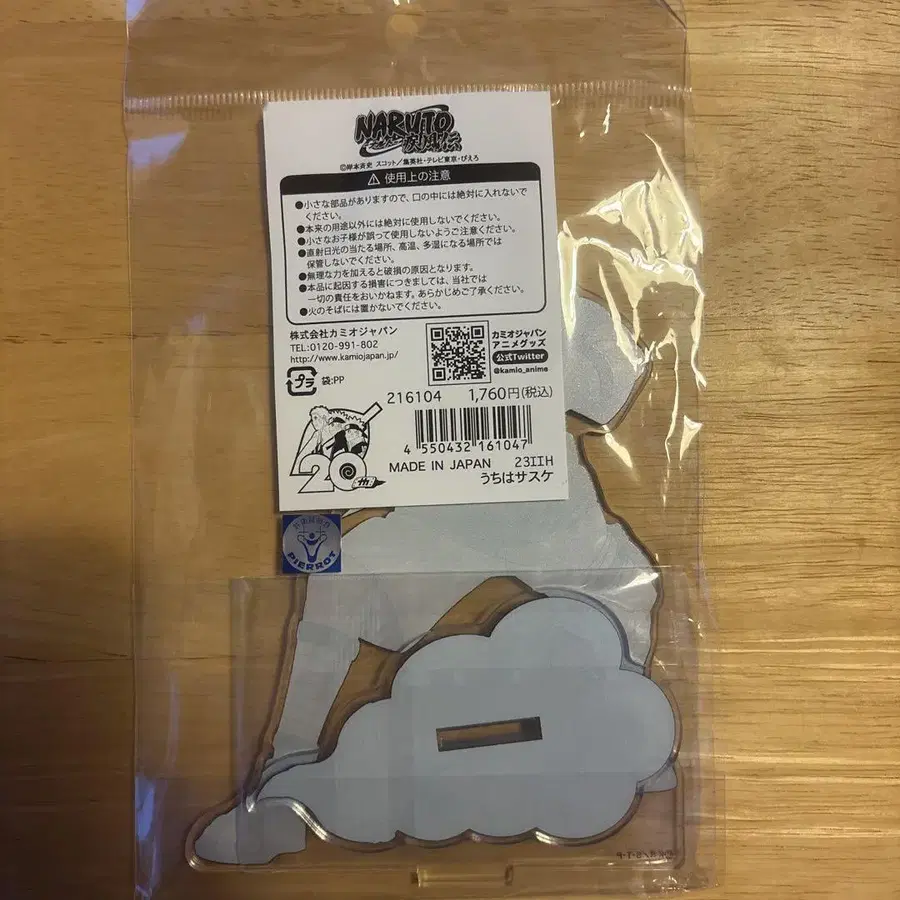 NARUTO
疾風伝
©岸本斉史 スコット／集英社・テレビ東京・ぴえろ
⚠ 使用上の注意
●小さな部品がありますので、口の中には絶対に入れないで
ください。
●本来の用途以外には絶対に使用しないでください。
●小さなお子様が誤って使用しないようご注意ください。
●直射日光の当たる場所、高温、多湿になる場所では
保管しないでください。
●無理な力を加えると破損の原因となります。
●本品に起因する損害につきましては、当社では
一切の責任をおいかねます。あらかじめご了承ください。
●火のそばには置かないでください。
株式会社カミオジャパン
TEL:0120-991-802
http://www.kamiojapan.jp/
カミオジャパン
アニメグッズ
公式Twitter
@kamio_anime
プラ 袋:PP
216104 1,760円(税込)
4 550432 161047
20th
MADE IN JAPAN 23IIH
うちはサスケ
PIERROT